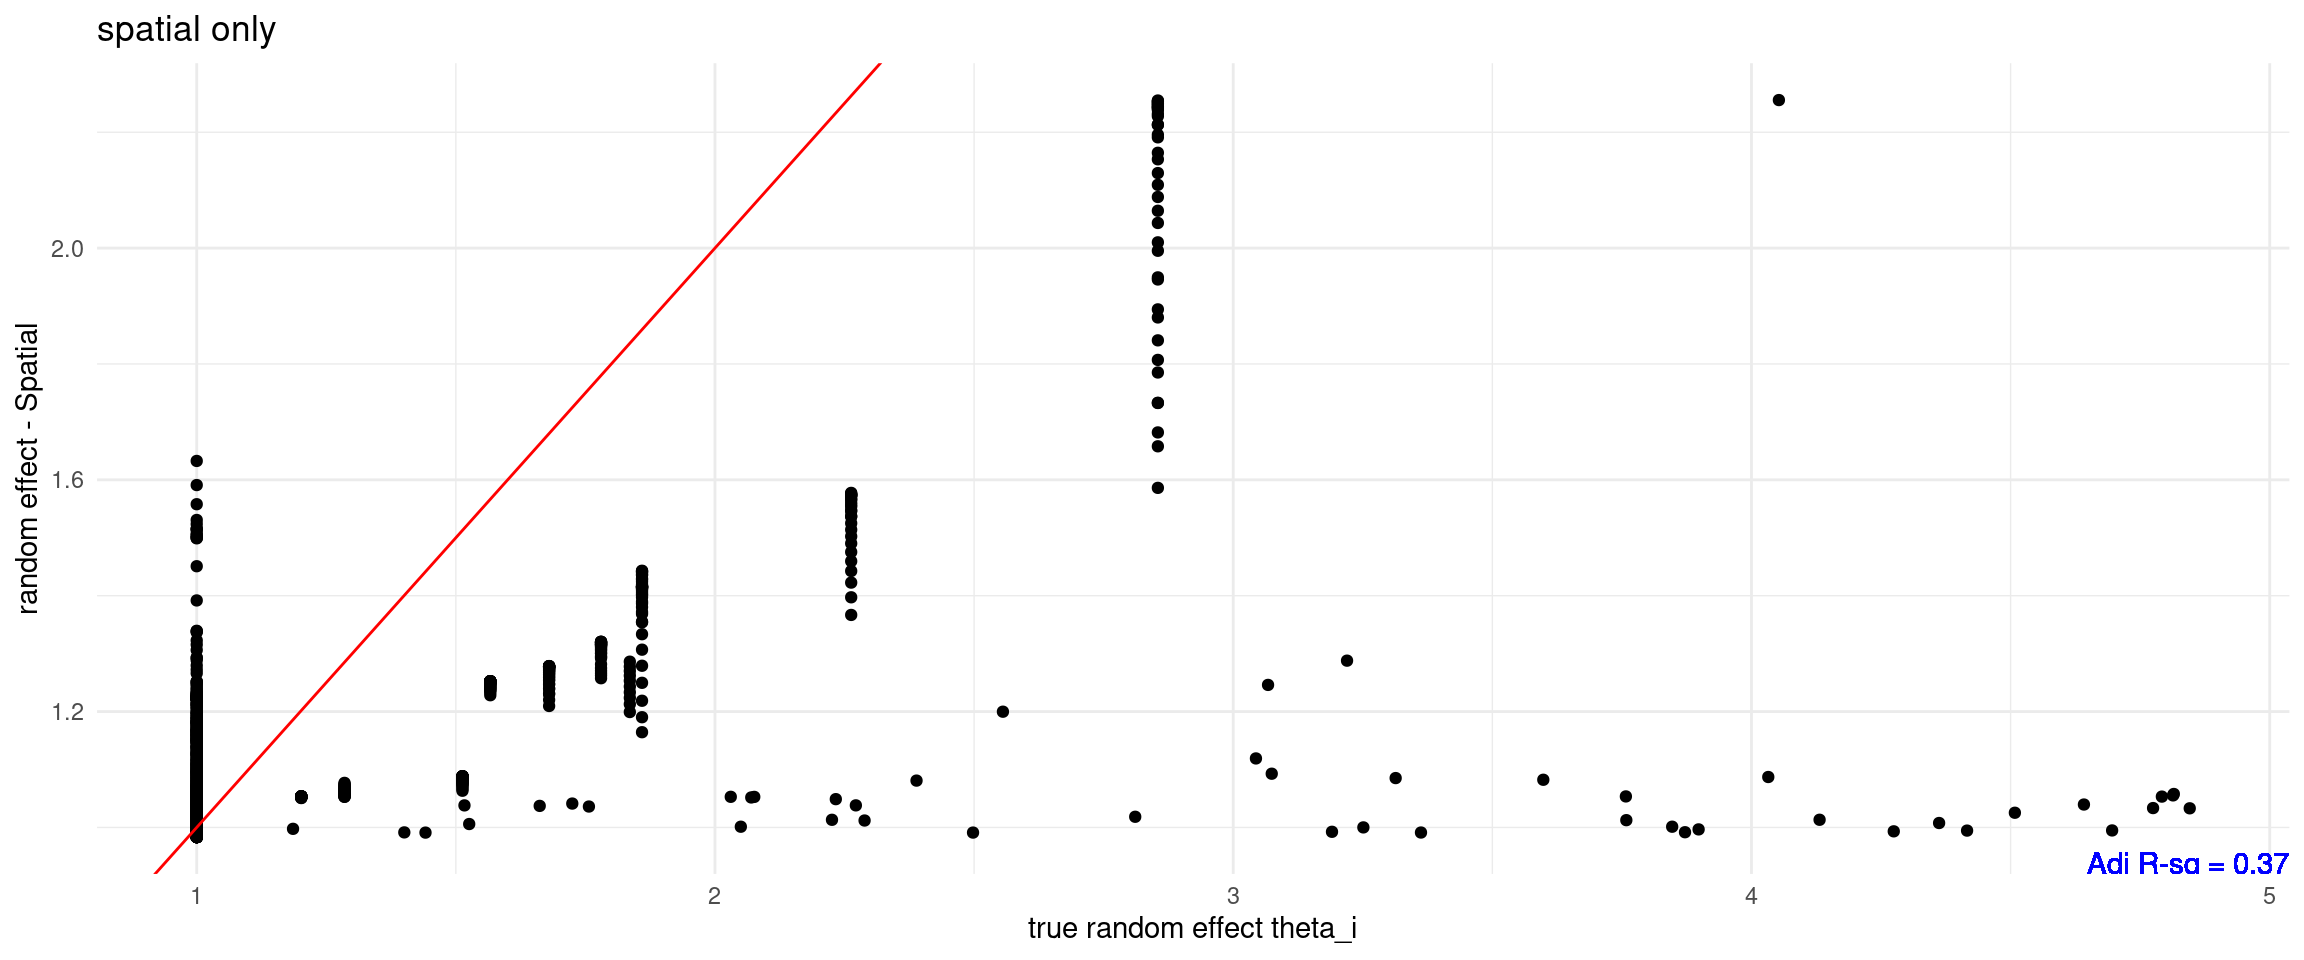 spatial only
random effect - Spatial
2.0
1.6
1.2
Adj R-sq = 0.37
1 2 3 4 5
true random effect theta_i